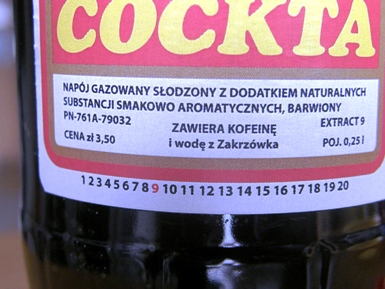 COCKTA
NAPÓJ GAZOWANY SŁODZONY Z DODATKIEM NATURALNYCH
SUBSTANCJI SMAKOWO AROMATYCZNYCH, BARWIONY
PN-761A-79032 ZAWIERA KOFEINĘ EXTRACT 9
CENA zł 3,50 i wodę z Zakrzówka POJ. 0,25 l
1 2 3 4 5 6 7 8 9 10 11 12 13 14 15 16 17 18 19 20